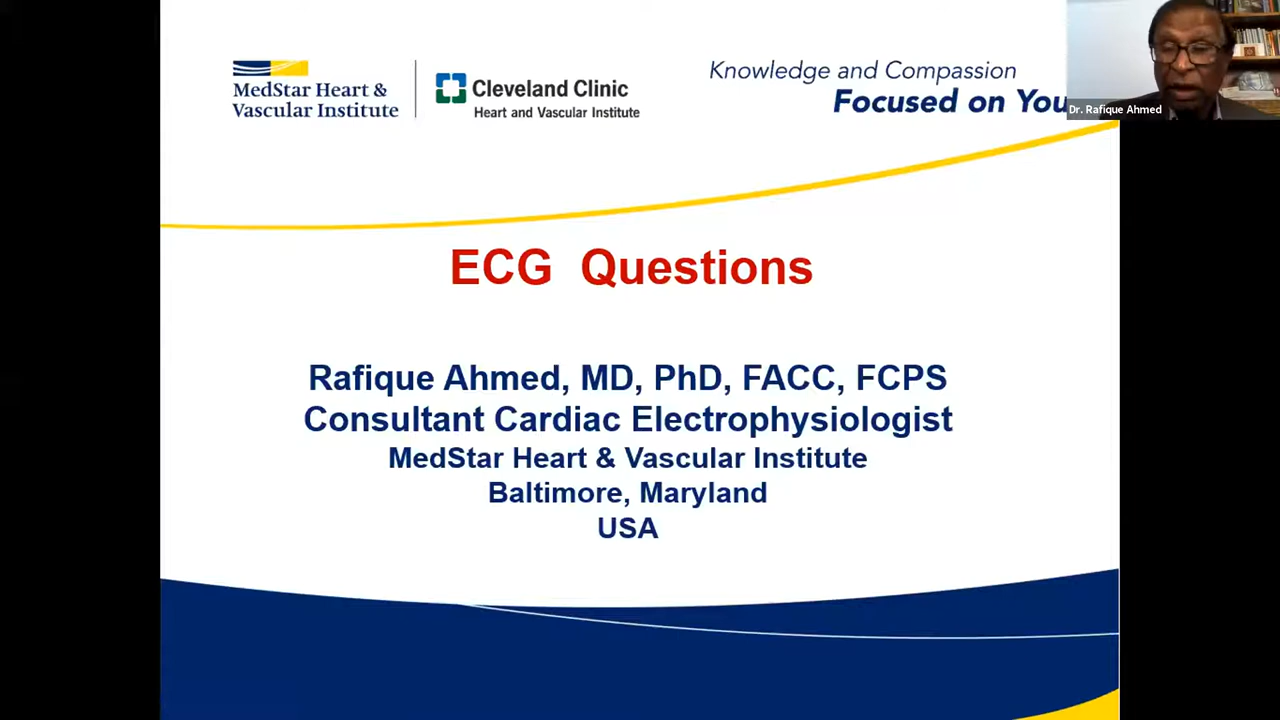 MedStar Heart &
Vascular Institute
Cleveland Clinic
Heart and Vascular Institute
Knowledge and Compassion
Focused on You
Dr. Rafique Ahmed
ECG Questions
Rafique Ahmed, MD, PhD, FACC, FCPS
Consultant Cardiac Electrophysiologist
MedStar Heart & Vascular Institute
Baltimore, Maryland
USA